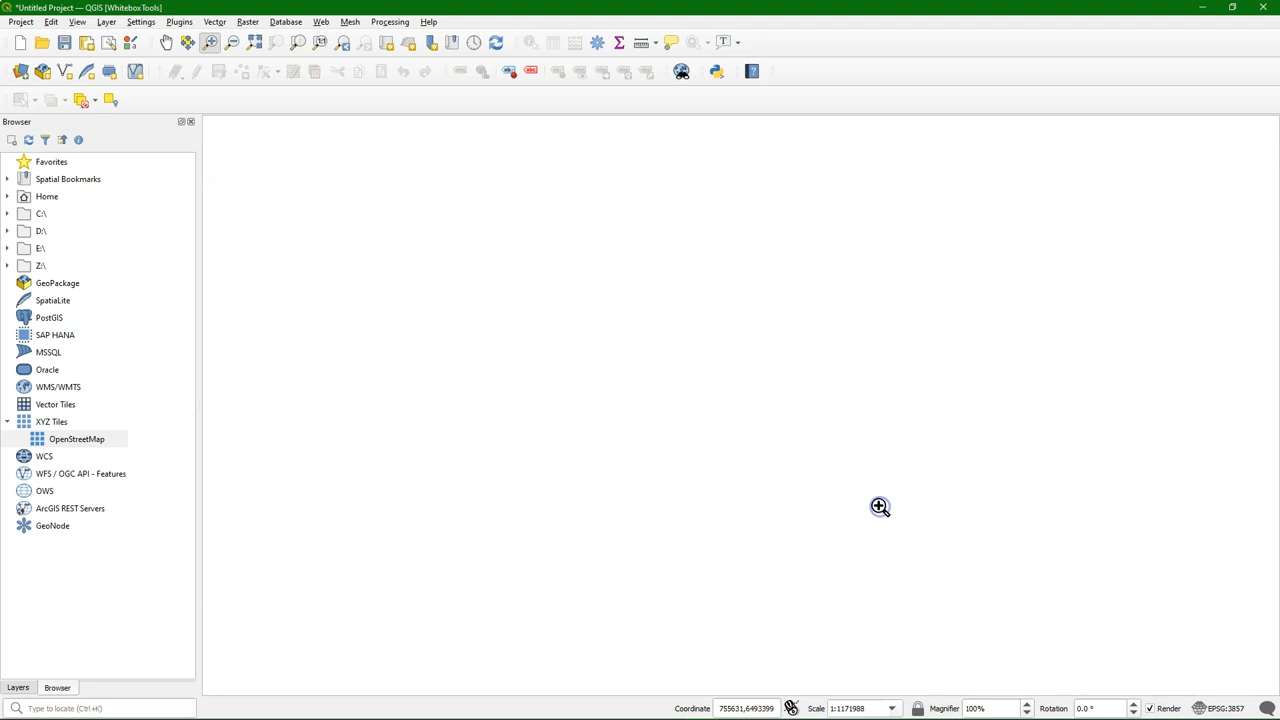 *Untitled Project — QGIS [WhiteboxTools]
Project Edit View Layer Settings Plugins Vector Raster Database Web Mesh Processing Help
Browser
Favorites
Spatial Bookmarks
Home
C:\
D:\
E:\
Z:\
GeoPackage
SpatiaLite
PostGIS
SAP HANA
MSSQL
Oracle
WMS/WMTS
Vector Tiles
XYZ Tiles
OpenStreetMap
WCS
WFS / OGC API - Features
OWS
ArcGIS REST Servers
GeoNode
Layers Browser
Type to locate (Ctrl+K) Coordinate 755631,6493399 Scale 1:1171988 Magnifier 100% Rotation 0.0 ° Render EPSG:3857